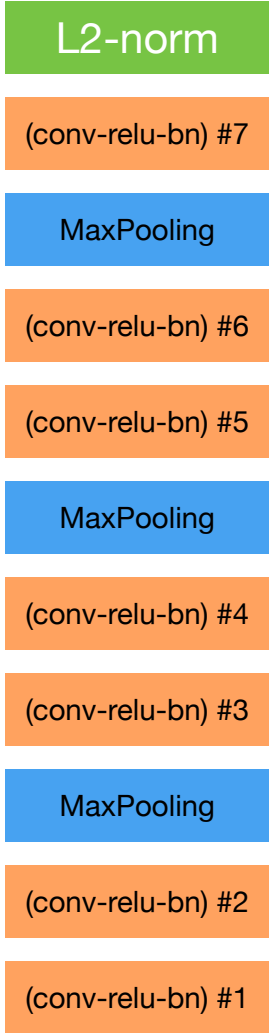 L2-norm
(conv-relu-bn) #7
MaxPooling
(conv-relu-bn) #6
(conv-relu-bn) #5
MaxPooling
(conv-relu-bn) #4
(conv-relu-bn) #3
MaxPooling
(conv-relu-bn) #2
(conv-relu-bn) #1